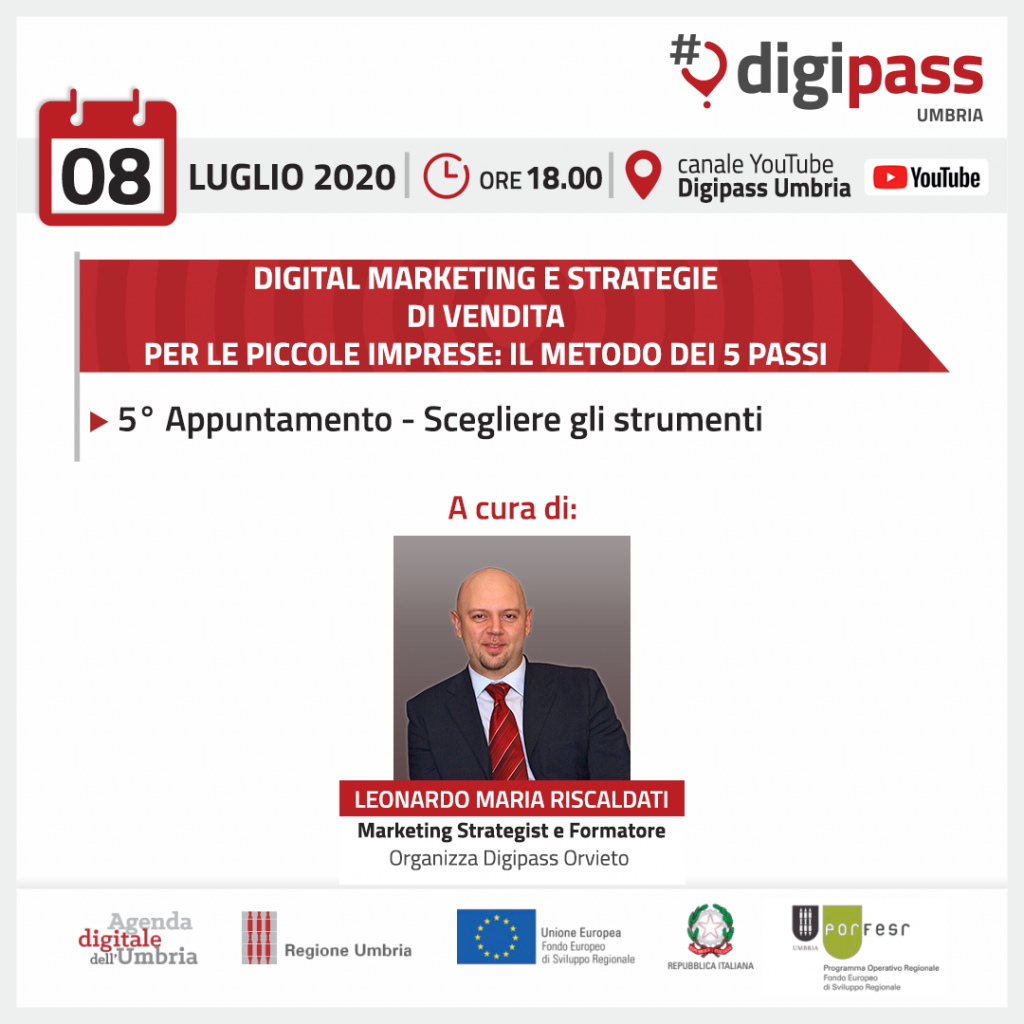 #digipass
UMBRIA
08
LUGLIO 2020
ORE 18.00
canale YouTube
Digipass Umbria
YouTube
DIGITAL MARKETING E STRATEGIE
DI VENDITA
PER LE PICCOLE IMPRESE: IL METODO DEI 5 PASSI
5° Appuntamento - Scegliere gli strumenti
A cura di:
LEONARDO MARIA RISCALDATI
Marketing Strategist e Formatore
Organizza Digipass Orvieto
Agenda
digitale
dell'Umbria
Regione Umbria
Unione Europea
Fondo Europeo
di Sviluppo Regionale
REPUBBLICA ITALIANA
UMBRIA
PorFesr
Programma Operativo Regionale
Fondo Europeo
di Sviluppo Regionale